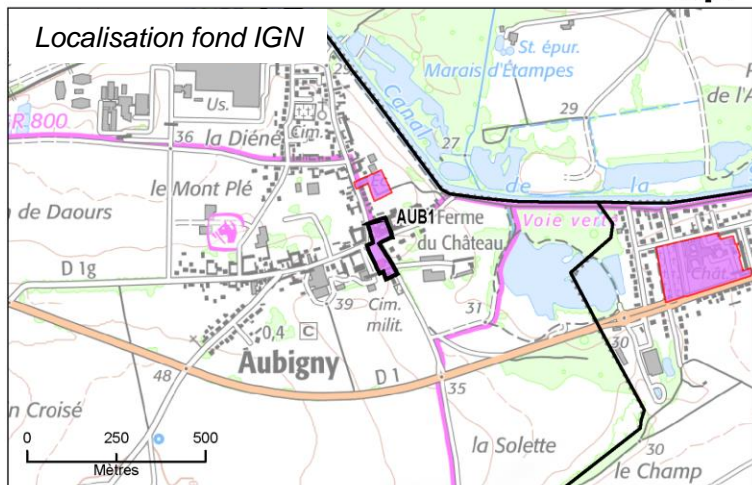 Localisation fond IGN
St. épur.
Marais d'Étampes
Canal
29
27
de la
Us.
Cim.
36
la Diéné
GR 800
le Mont Plé
n de Daours
AUB1 Ferme
du Château
Voie vert
Chât
D 1g
39
Cim.
milit.
31
30
0,4
C
Aubigny
48
D 1
35
n Croisé
la Solette
30
le Champ
de l'A
0 250 500
Mètres